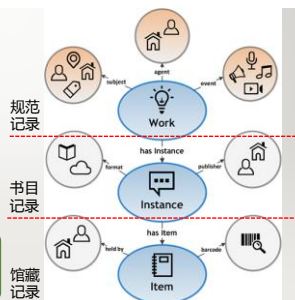 agent
subject
event
Work
规范
记录
has Instance
format
publisher
Instance
书目
记录
has Item
held by
barcode
Item
馆藏
记录